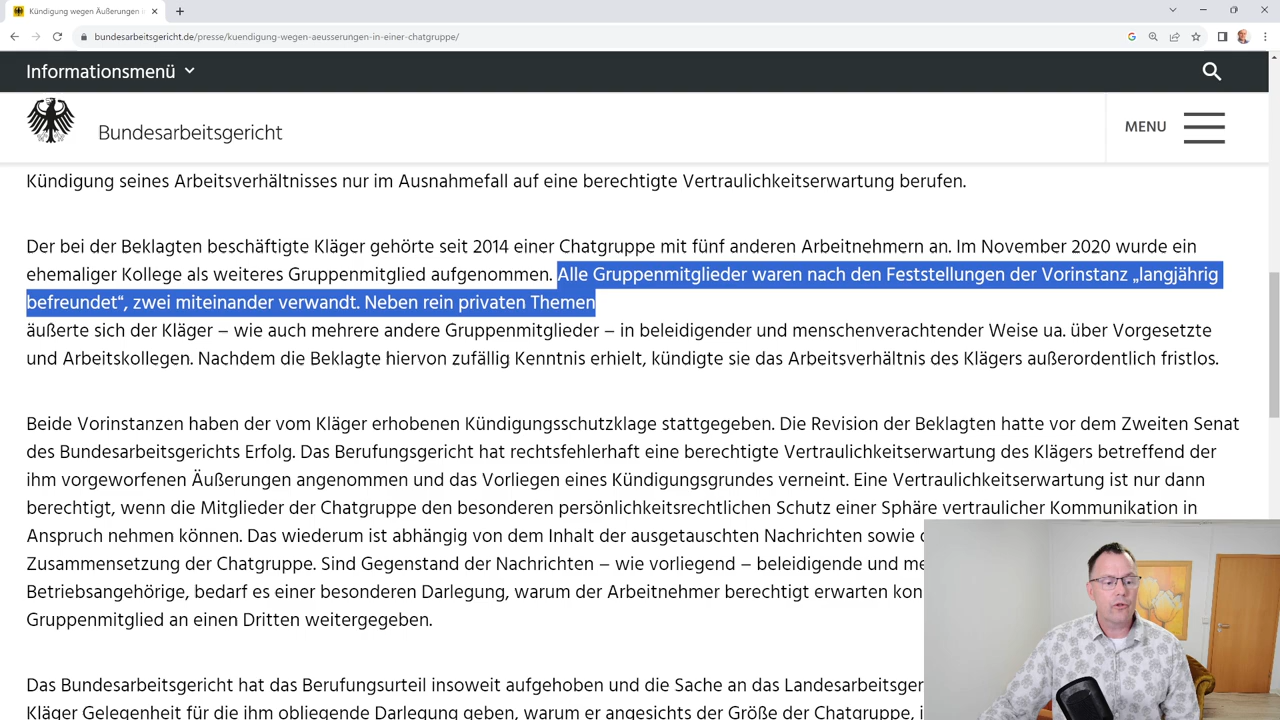 Kündigung wegen Äußerungen in
bundesarbeitsgericht.de/presse/kuendigung-wegen-aeusserungen-in-einer-chatgruppe/
Informationsmenü
Bundesarbeitsgericht
MENU
Kündigung seines Arbeitsverhältnisses nur im Ausnahmefall auf eine berechtigte Vertraulichkeitserwartung berufen.
Der bei der Beklagten beschäftigte Kläger gehörte seit 2014 einer Chatgruppe mit fünf anderen Arbeitnehmern an. Im November 2020 wurde ein
ehemaliger Kollege als weiteres Gruppenmitglied aufgenommen. Alle Gruppenmitglieder waren nach den Feststellungen der Vorinstanz „langjährig
befreundet“, zwei miteinander verwandt. Neben rein privaten Themen
äußerte sich der Kläger – wie auch mehrere andere Gruppenmitglieder – in beleidigender und menschenverachtender Weise ua. über Vorgesetzte
und Arbeitskollegen. Nachdem die Beklagte hiervon zufällig Kenntnis erhielt, kündigte sie das Arbeitsverhältnis des Klägers außerordentlich fristlos.
Beide Vorinstanzen haben der vom Kläger erhobenen Kündigungsschutzklage stattgegeben. Die Revision der Beklagten hatte vor dem Zweiten Senat
des Bundesarbeitsgerichts Erfolg. Das Berufungsgericht hat rechtsfehlerhaft eine berechtigte Vertraulichkeitserwartung des Klägers betreffend der
ihm vorgeworfenen Äußerungen angenommen und das Vorliegen eines Kündigungsgrundes verneint. Eine Vertraulichkeitserwartung ist nur dann
berechtigt, wenn die Mitglieder der Chatgruppe den besonderen persönlichkeitsrechtlichen Schutz einer Sphäre vertraulicher Kommunikation in
Anspruch nehmen können. Das wiederum ist abhängig von dem Inhalt der ausgetauschten Nachrichten sowie
Zusammensetzung der Chatgruppe. Sind Gegenstand der Nachrichten – wie vorliegend – beleidigende und me
Betriebsangehörige, bedarf es einer besonderen Darlegung, warum der Arbeitnehmer berechtigt erwarten kon
Gruppenmitglied an einen Dritten weitergegeben.
Das Bundesarbeitsgericht hat das Berufungsurteil insoweit aufgehoben und die Sache an das Landesarbeitsger
Kläger Gelegenheit für die ihm obliegende Darlegung geben, warum er angesichts der Größe der Chatgruppe, i